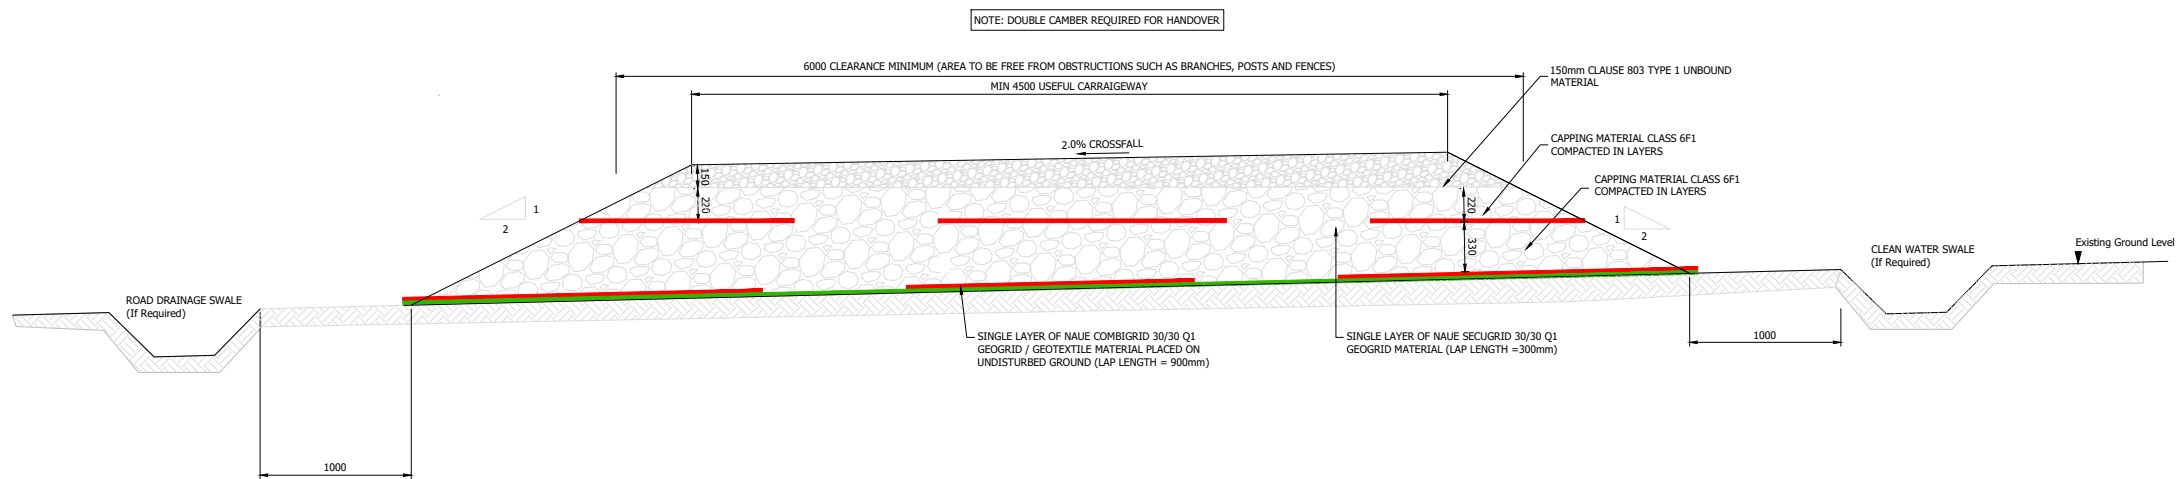 NOTE: DOUBLE CAMBER REQUIRED FOR HANDOVER
6000 CLEARANCE MINIMUM (AREA TO BE FREE FROM OBSTRUCTIONS SUCH AS BRANCHES, POSTS AND FENCES)
MIN 4500 USEFUL CARRAIGEWAY
150mm CLAUSE 803 TYPE 1 UNBOUND
MATERIAL
2.0% CROSSFALL
CAPPING MATERIAL CLASS 6F1
COMPACTED IN LAYERS
CAPPING MATERIAL CLASS 6F1
COMPACTED IN LAYERS
150
220
220
330
1
2
1
2
CLEAN WATER SWALE
(If Required)
Existing Ground Level
ROAD DRAINAGE SWALE
(If Required)
SINGLE LAYER OF NAUE COMBIGRID 30/30 Q1
GEOGRID / GEOTEXTILE MATERIAL PLACED ON
UNDISTURBED GROUND (LAP LENGTH = 900mm)
SINGLE LAYER OF NAUE SECUGRID 30/30 Q1
GEOGRID MATERIAL (LAP LENGTH =300mm)
1000
1000